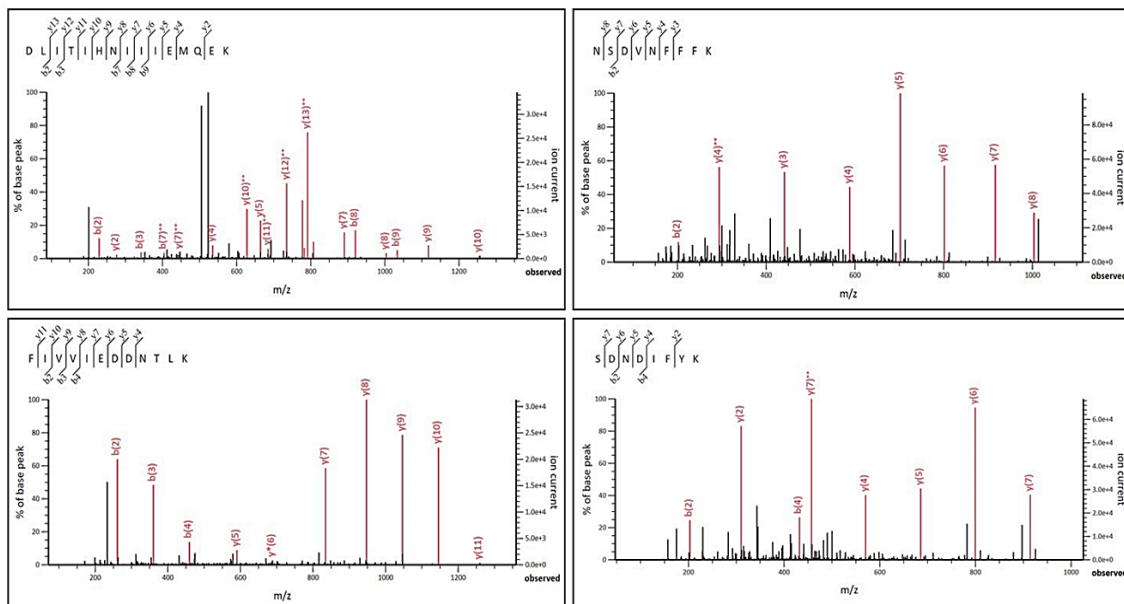 y13 y12 y11 y10 y9 y8 y7 y6 y5 y4 y2
D L I T I H N I I I E M Q E K
b2 b3 b7 b8 b9
100
80
60
40
20
0
% of base peak
200 400 600 800 1000 1250
m/z
observed
3.0e+4
2.5e+4
2.0e+4
1.5e+4
1.0e+4
5.0e+3
0.0e+0
ion current
b(2)
y(2)
b(3)
b(7)**
y(7)**
y(4)
y(10)**
y(5)
y(11)**
y(12)**
y(13)**
y(7)
b(8)
y(8)
b(9)
y(9)
y(10)
y8 y7 y6 y5 y4 y3
N S D V N F F F K
b2
100
80
60
40
20
0
% of base peak
200 400 600 800 1000
m/z
observed
8.0e+4
6.0e+4
4.0e+4
2.0e+4
0.0e+0
ion current
b(2)
y(4)**
y(3)
y(4)
y(5)
y(6)
y(7)
y(8)
y11 y10 y9 y8 y7 y6 y5 y4
F I V V I E D D N T L K
b2 b3 b4
100
80
60
40
20
0
% of base peak
200 400 600 800 1000 1250
m/z
observed
3.0e+4
2.5e+4
2.0e+4
1.5e+4
1.0e+4
5.0e+3
0.0e+0
ion current
b(2)
b(3)
b(4)
y(5)
y*(6)
y(7)
y(8)
y(9)
y(10)
y(11)
y7 y6 y5 y4 y2
S D N D I F Y K
b2 b4
100
80
60
40
20
0
% of base peak
200 400 600 800 1000
m/z
observed
6.0e+4
5.0e+4
4.0e+4
3.0e+4
2.0e+4
1.0e+4
0.0e+0
ion current
b(2)
y(2)
b(4)
y(7)**
y(4)
y(5)
y(6)
y(7)